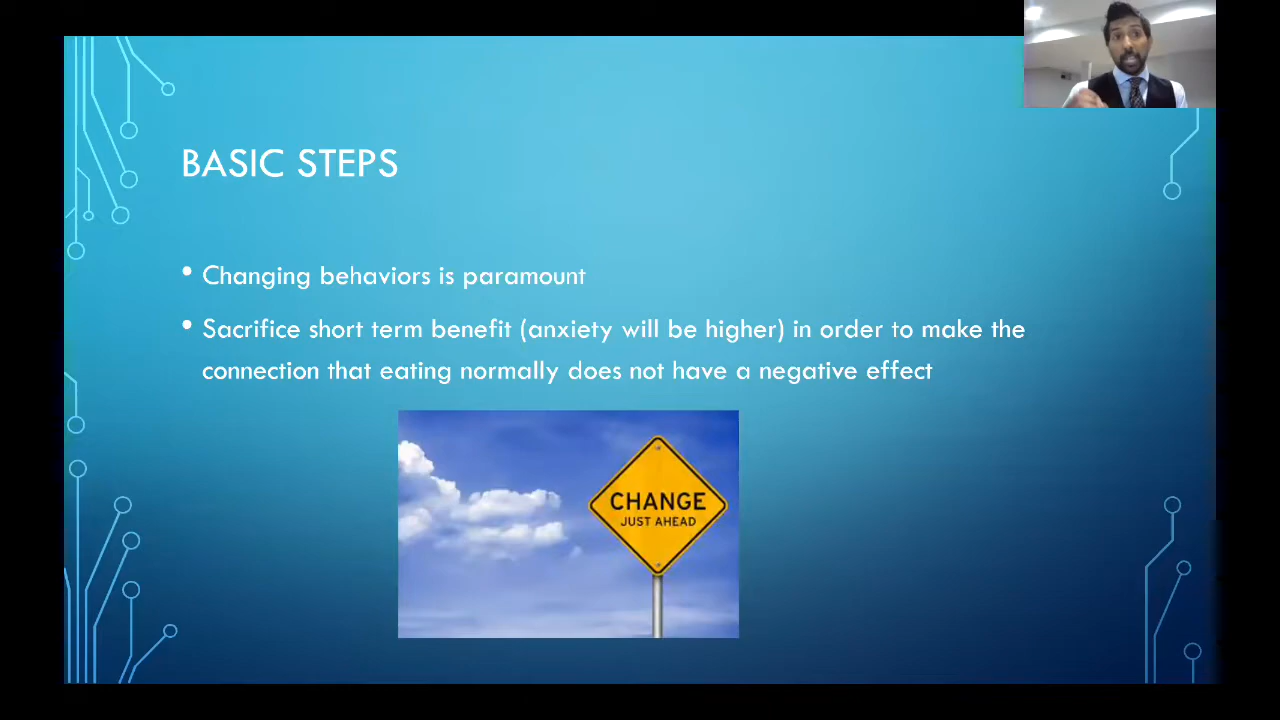 BASIC STEPS
• Changing behaviors is paramount
• Sacrifice short term benefit (anxiety will be higher) in order to make the
connection that eating normally does not have a negative effect
CHANGE
JUST AHEAD